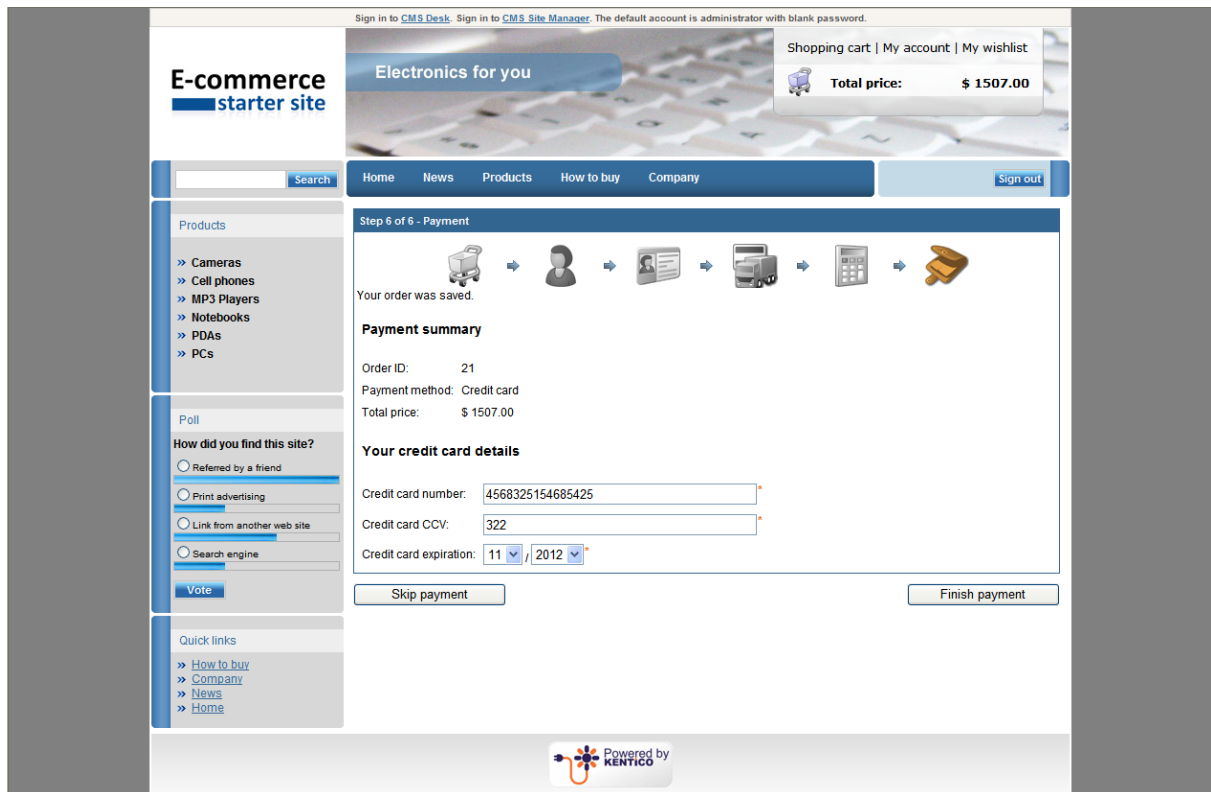 Sign in to CMS Desk. Sign in to CMS Site Manager. The default account is administrator with blank password.
E-commerce
starter site
Electronics for you
Shopping cart | My account | My wishlist
Total price: $ 1507.00
Search
Home News Products How to buy Company
Sign out
Products
» Cameras
» Cell phones
» MP3 Players
» Notebooks
» PDAs
» PCs
Poll
How did you find this site?
Referred by a friend
Print advertising
Link from another web site
Search engine
Vote
Quick links
» How to buy
» Company
» News
» Home
Step 6 of 6 - Payment
Your order was saved.
Payment summary
Order ID: 21
Payment method: Credit card
Total price: $ 1507.00
Your credit card details
Credit card number: 4568325154685425 *
Credit card CCV: 322 *
Credit card expiration: 11 / 2012 *
Skip payment Finish payment
Powered by
KENTICO